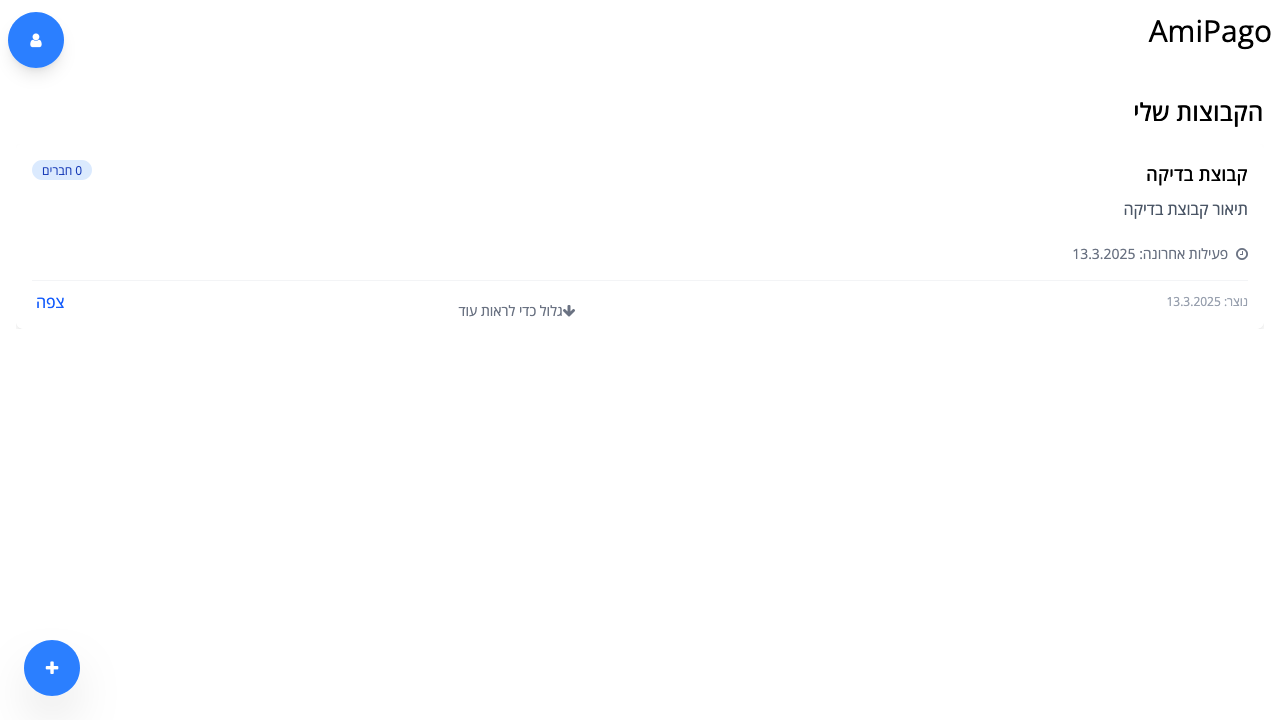 AmiPago
הקבוצות שלי
קבוצת בדיקה
0 חברים
תיאור קבוצת בדיקה
פעילות אחרונה: 13.3.2025
נוצר: 13.3.2025
צפה
גלול כדי לראות עוד